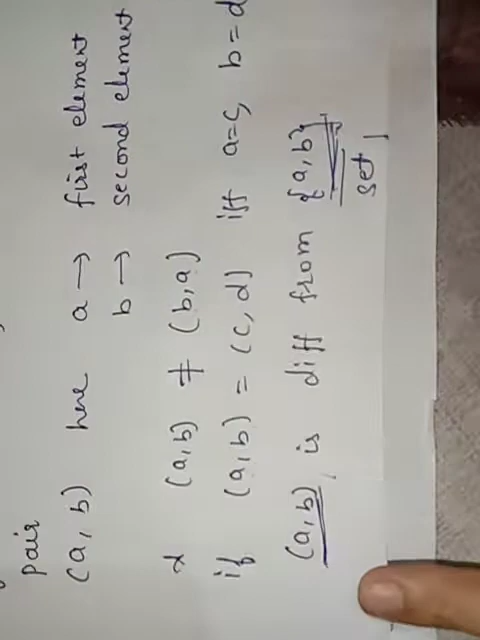 pair
(a, b) here a → first element
b → second element
& (a,b) ≠ (b,a)
if (a,b) = (c,d) iff a=c, b=d
(a,b) is diff from {a,b}
set